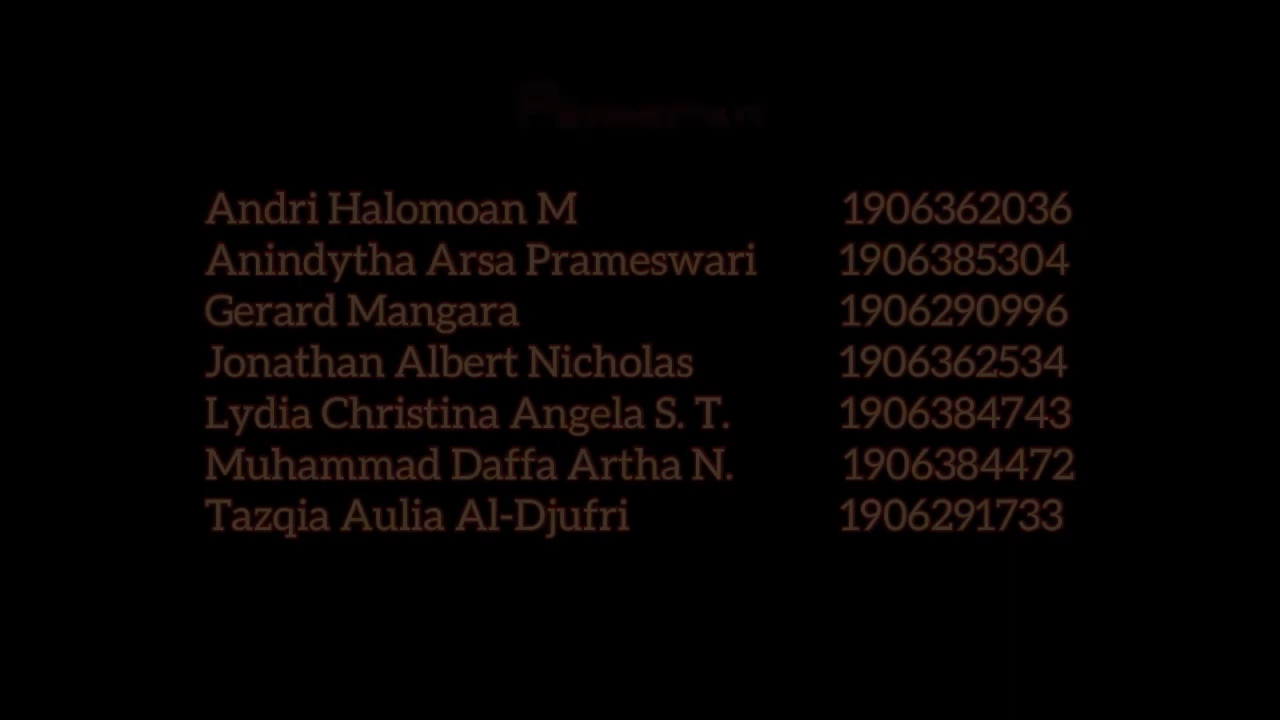 Andri Halomoan M 1906362036
Anindytha Arsa Prameswari 1906385304
Gerard Mangara 1906290996
Jonathan Albert Nicholas 1906362534
Lydia Christina Angela S. T. 1906384743
Muhammad Daffa Artha N. 1906384472
Tazqia Aulia Al-Djufri 1906291733